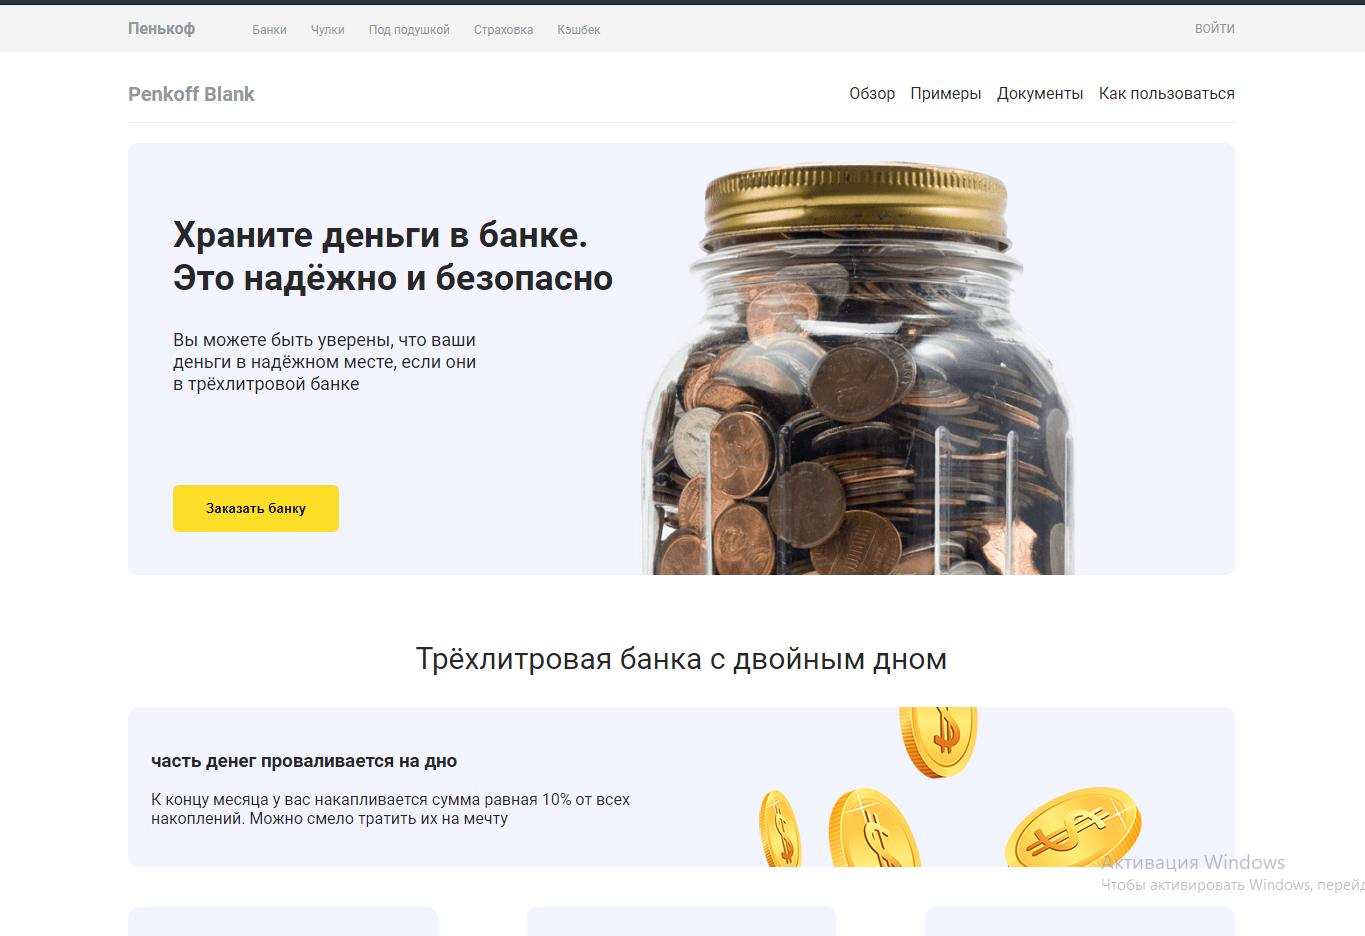 Пенькоф Банки Чулки Под подушкой Страховка Кэшбек ВОЙТИ
Penkoff Blank Обзор Примеры Документы Как пользоваться
Храните деньги в банке.
Это надёжно и безопасно
Вы можете быть уверены, что ваши
деньги в надёжном месте, если они
в трёхлитровой банке
Заказать банку
Трёхлитровая банка с двойным дном
часть денег проваливается на дно
К концу месяца у вас накапливается сумма равная 10% от всех
накоплений. Можно смело тратить их на мечту
Активация Windows
Чтобы активировать Windows, перейд